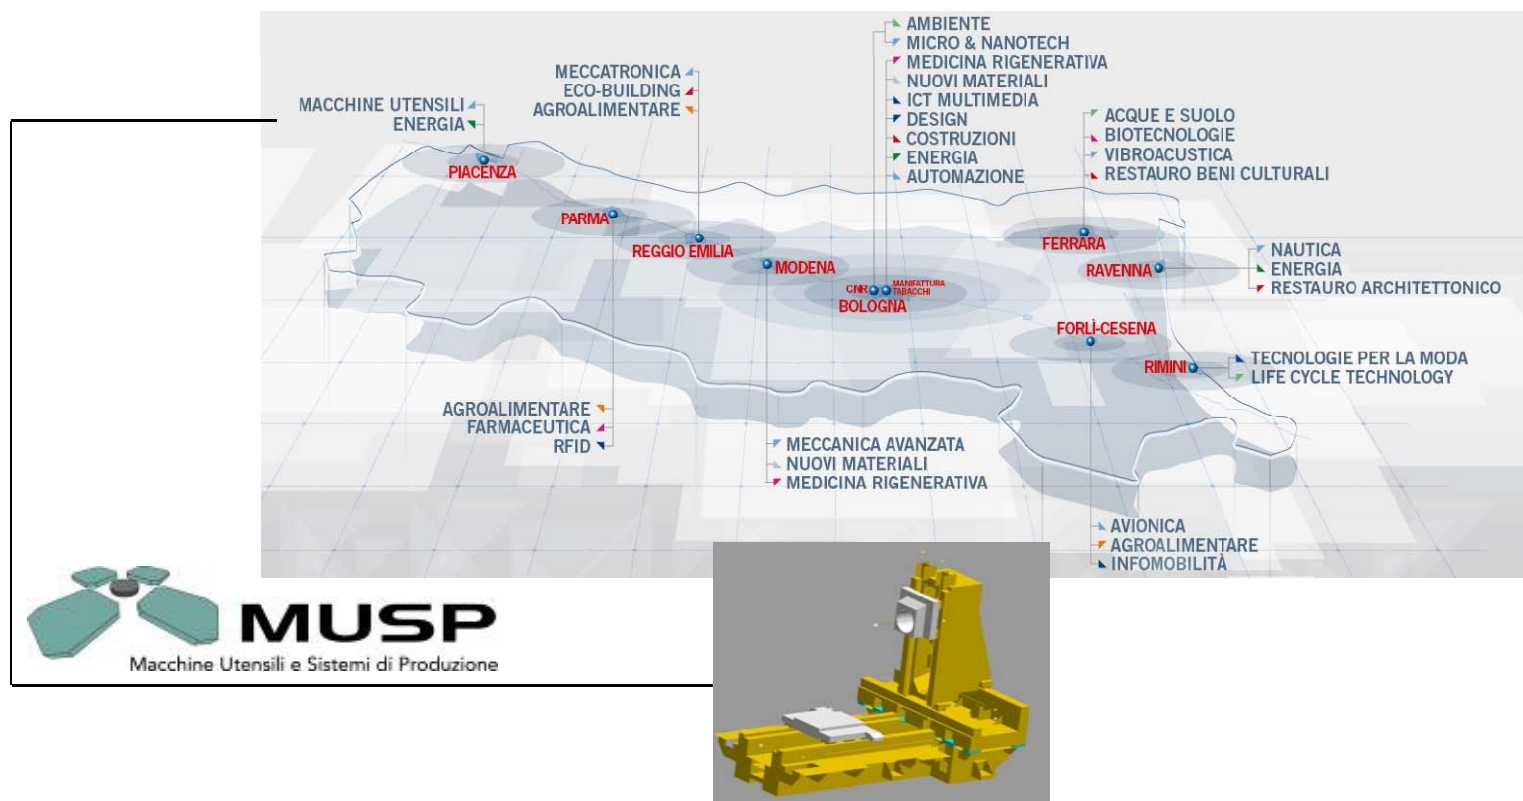 AMBIENTE
MICRO & NANOTECH
MEDICINA RIGENERATIVA
NUOVI MATERIALI
ICT MULTIMEDIA
DESIGN
COSTRUZIONI
ENERGIA
AUTOMAZIONE
MECCATRONICA
ECO-BUILDING
AGROALIMENTARE
MACCHINE UTENSILI
ENERGIA
ACQUE E SUOLO
BIOTECNOLOGIE
VIBROACUSTICA
RESTAURO BENI CULTURALI
PIACENZA
PARMA
REGGIO EMILIA
MODENA
CNR
MANIFATTURA
TABACCHI
BOLOGNA
FERRARA
RAVENNA
NAUTICA
ENERGIA
RESTAURO ARCHITETTONICO
FORLÌ-CESENA
RIMINI
TECNOLOGIE PER LA MODA
LIFE CYCLE TECHNOLOGY
AGROALIMENTARE
FARMACEUTICA
RFID
MECCANICA AVANZATA
NUOVI MATERIALI
MEDICINA RIGENERATIVA
AVIONICA
AGROALIMENTARE
INFOMOBILITÀ
MUSP
Macchine Utensili e Sistemi di Produzione